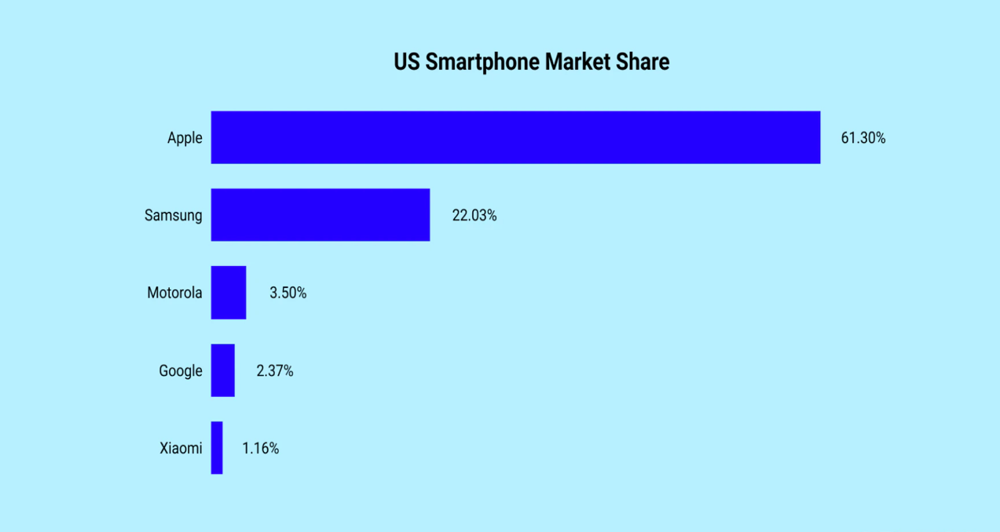 US Smartphone Market Share
Apple 61.30%
Samsung 22.03%
Motorola 3.50%
Google 2.37%
Xiaomi 1.16%